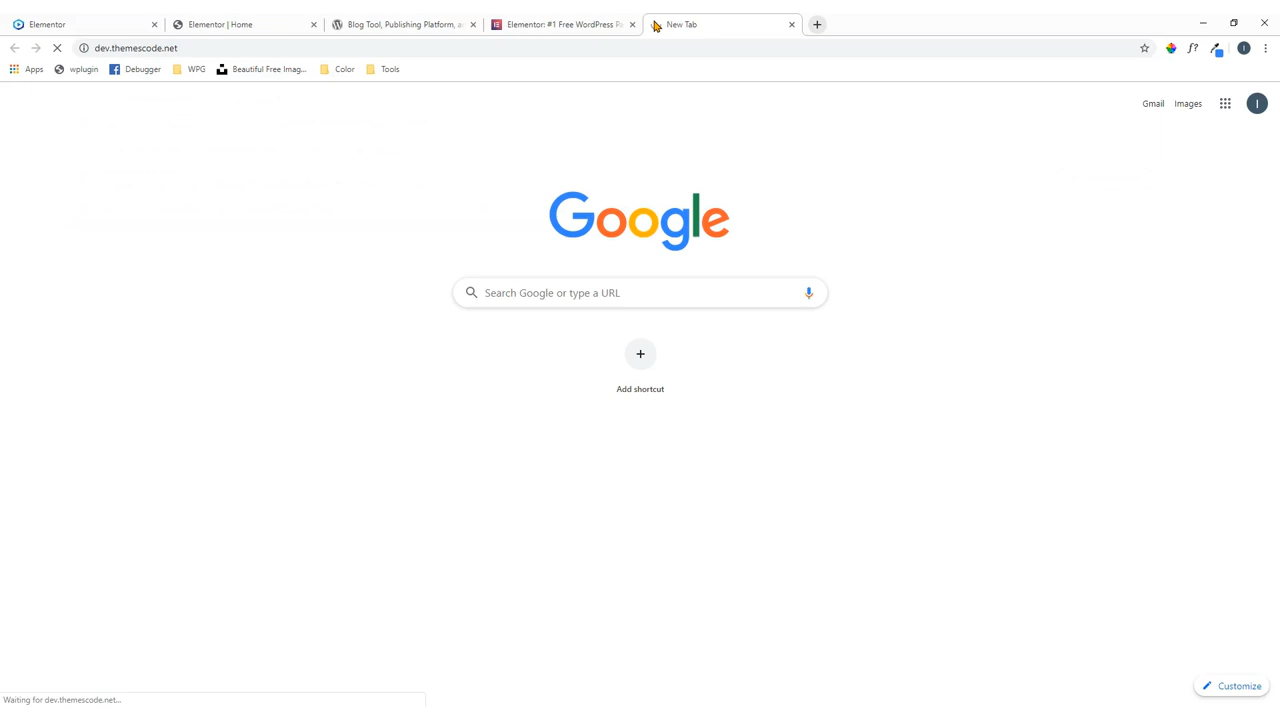 Elementor
Elementor | Home
Blog Tool, Publishing Platform, a
Elementor: #1 Free WordPress Pa
New Tab
dev.themescode.net
Apps
wplugin
Debugger
WPG
Beautiful Free Imag...
Color
Tools
Gmail
Images
I
Google
Search Google or type a URL
Add shortcut
Customize
Waiting for dev.themescode.net...